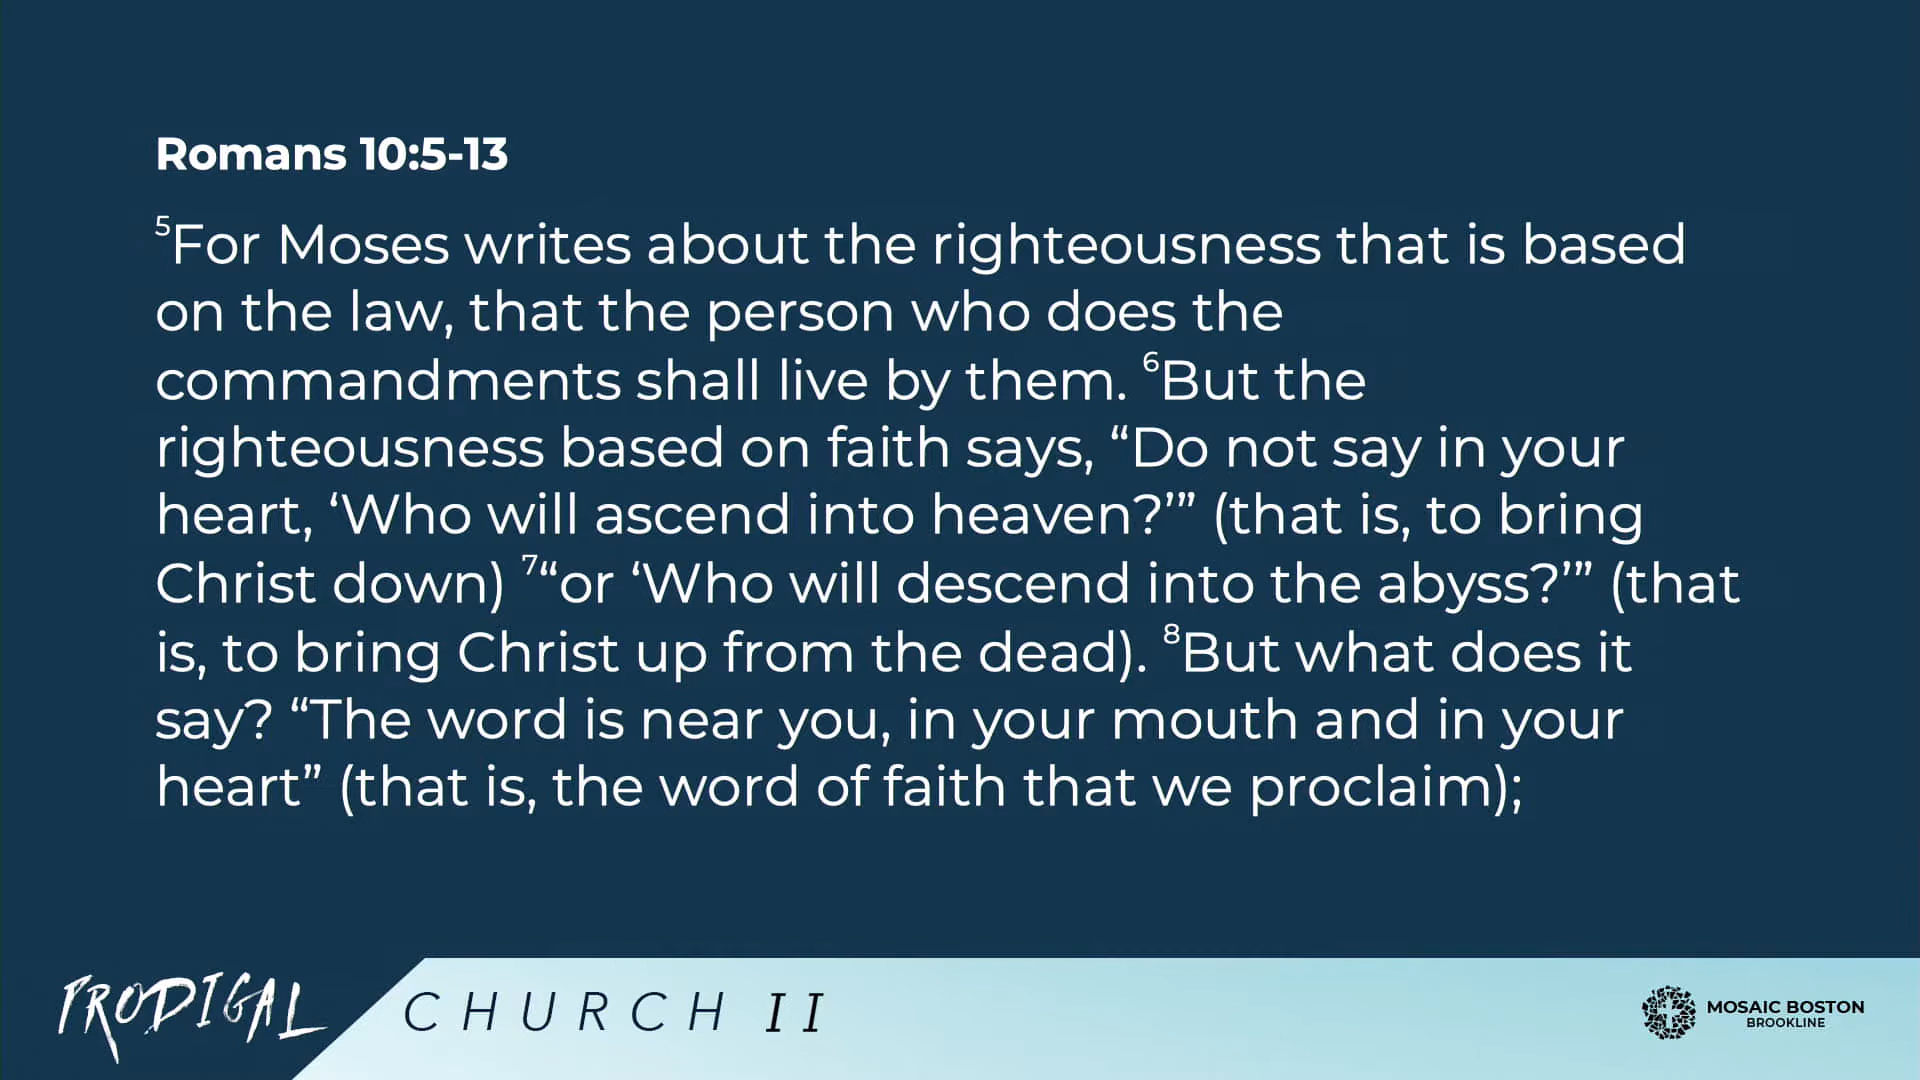 Romans 10:5-13
⁵For Moses writes about the righteousness that is based
on the law, that the person who does the
commandments shall live by them. ⁶But the
righteousness based on faith says, “Do not say in your
heart, ‘Who will ascend into heaven?’” (that is, to bring
Christ down) ⁷“or ‘Who will descend into the abyss?’” (that
is, to bring Christ up from the dead). ⁸But what does it
say? “The word is near you, in your mouth and in your
heart” (that is, the word of faith that we proclaim);
PRODIGAL CHURCH II
MOSAIC BOSTON
BROOKLINE